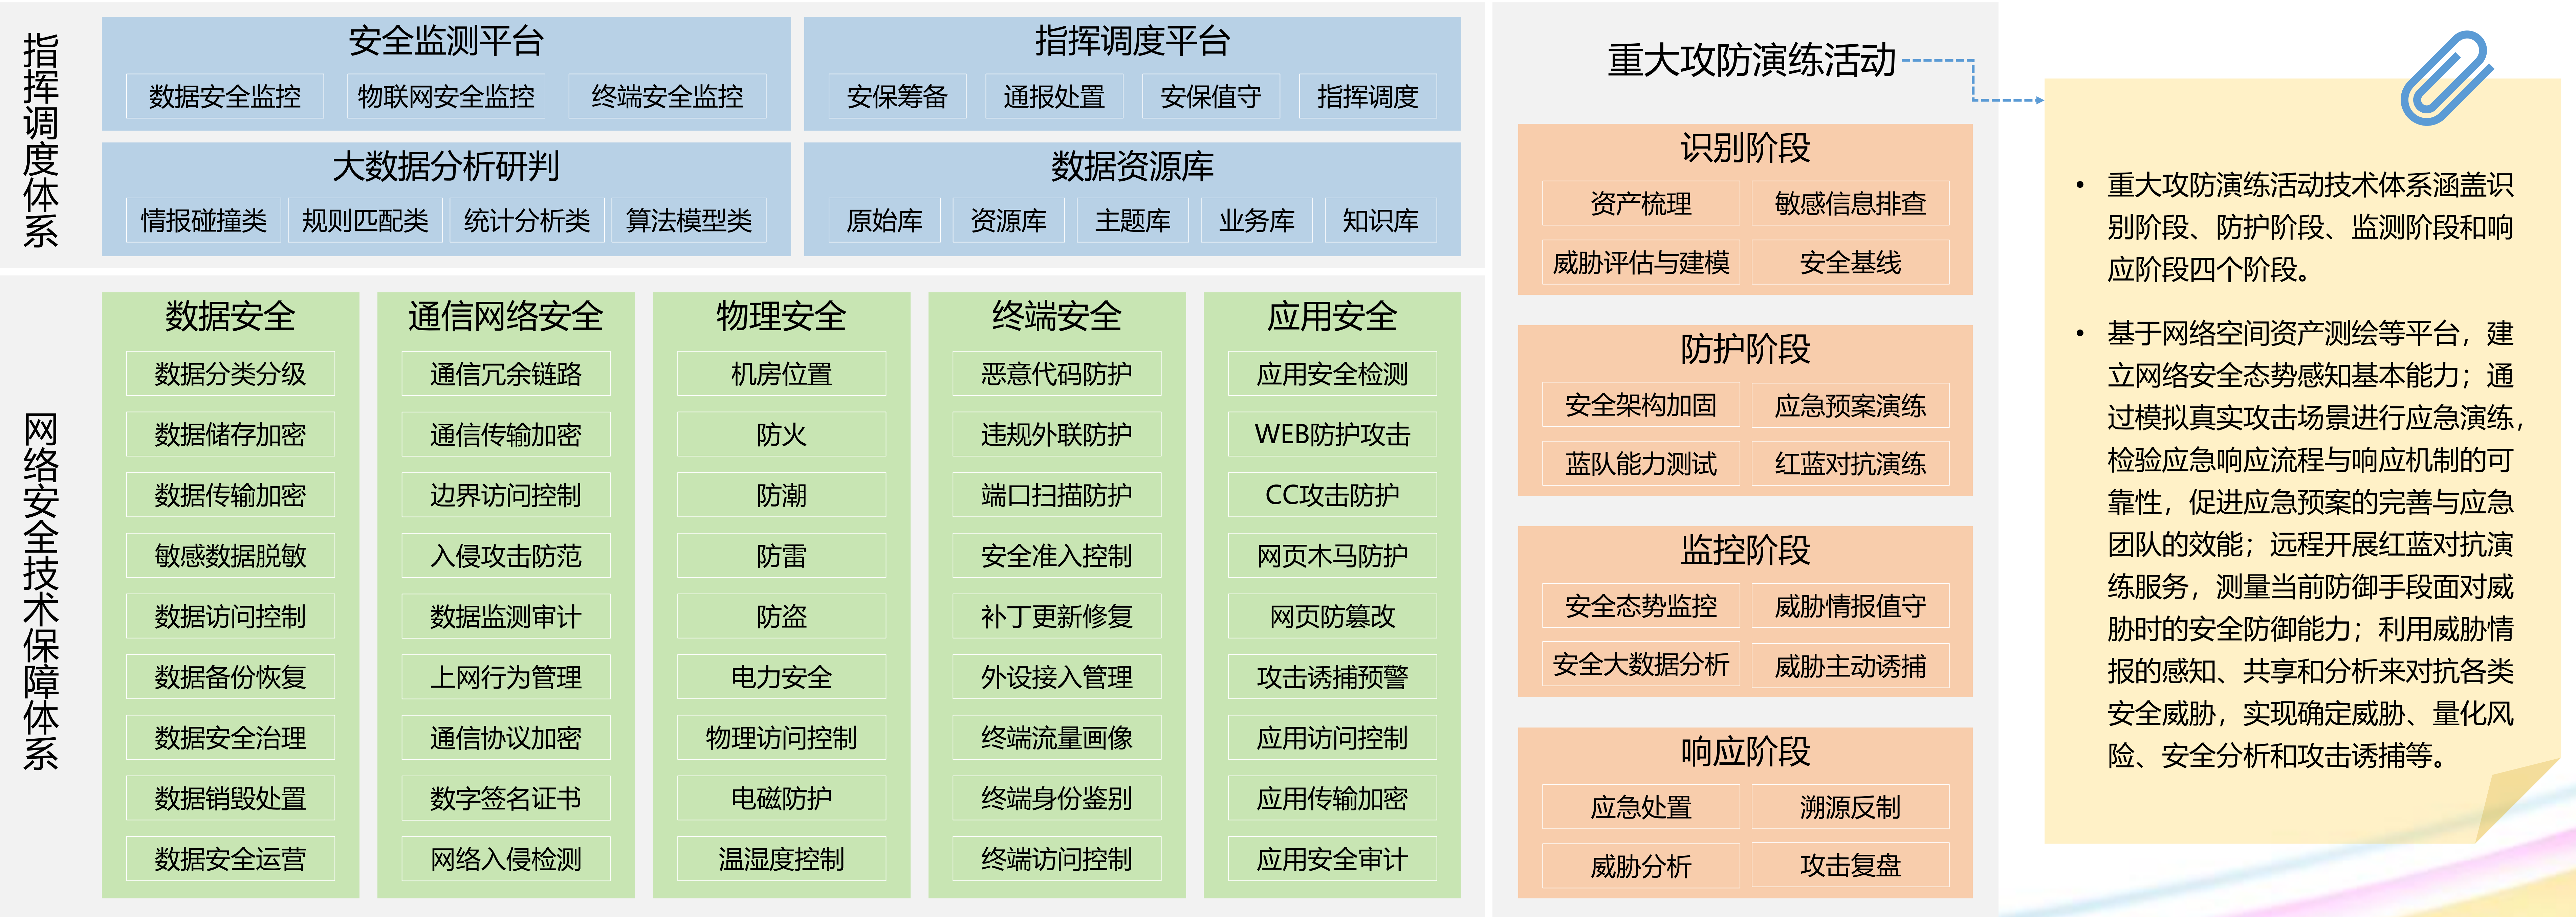 指挥调度体系
安全监测平台
数据安全监控
物联网安全监控
终端安全监控
指挥调度平台
安保筹备
通报处置
安保值守
指挥调度
大数据分析研判
情报碰撞类
规则匹配类
统计分析类
算法模型类
数据资源库
原始库
资源库
主题库
业务库
知识库
网络安全技术保障体系
数据安全
数据分类分级
数据储存加密
数据传输加密
敏感数据脱敏
数据访问控制
数据备份恢复
数据安全治理
数据销毁处置
数据安全运营
通信网络安全
通信冗余链路
通信传输加密
边界访问控制
入侵攻击防范
数据监测审计
上网行为管理
通信协议加密
数字签名证书
网络入侵检测
物理安全
机房位置
防火
防潮
防雷
防盗
电力安全
物理访问控制
电磁防护
温湿度控制
终端安全
恶意代码防护
违规外联防护
端口扫描防护
安全准入控制
补丁更新修复
外设接入管理
终端流量画像
终端身份鉴别
终端访问控制
应用安全
应用安全检测
WEB防护攻击
CC攻击防护
网页木马防护
网页防篡改
攻击诱捕预警
应用访问控制
应用传输加密
应用安全审计
重大攻防演练活动
识别阶段
资产梳理
敏感信息排查
威胁评估与建模
安全基线
防护阶段
安全架构加固
应急预案演练
蓝队能力测试
红蓝对抗演练
监控阶段
安全态势监控
威胁情报值守
安全大数据分析
威胁主动诱捕
响应阶段
应急处置
溯源反制
威胁分析
攻击复盘
• 重大攻防演练活动技术体系涵盖识
别阶段、防护阶段、监测阶段和响
应阶段四个阶段。
• 基于网络空间资产测绘等平台，建
立网络安全态势感知基本能力；通
过模拟真实攻击场景进行应急演练，
检验应急响应流程与响应机制的可
靠性，促进应急预案的完善与应急
团队的效能；远程开展红蓝对抗演
练服务，测量当前防御手段面对威
胁时的安全防御能力；利用威胁情
报的感知、共享和分析来对抗各类
安全威胁，实现确定威胁、量化风
险、安全分析和攻击诱捕等。